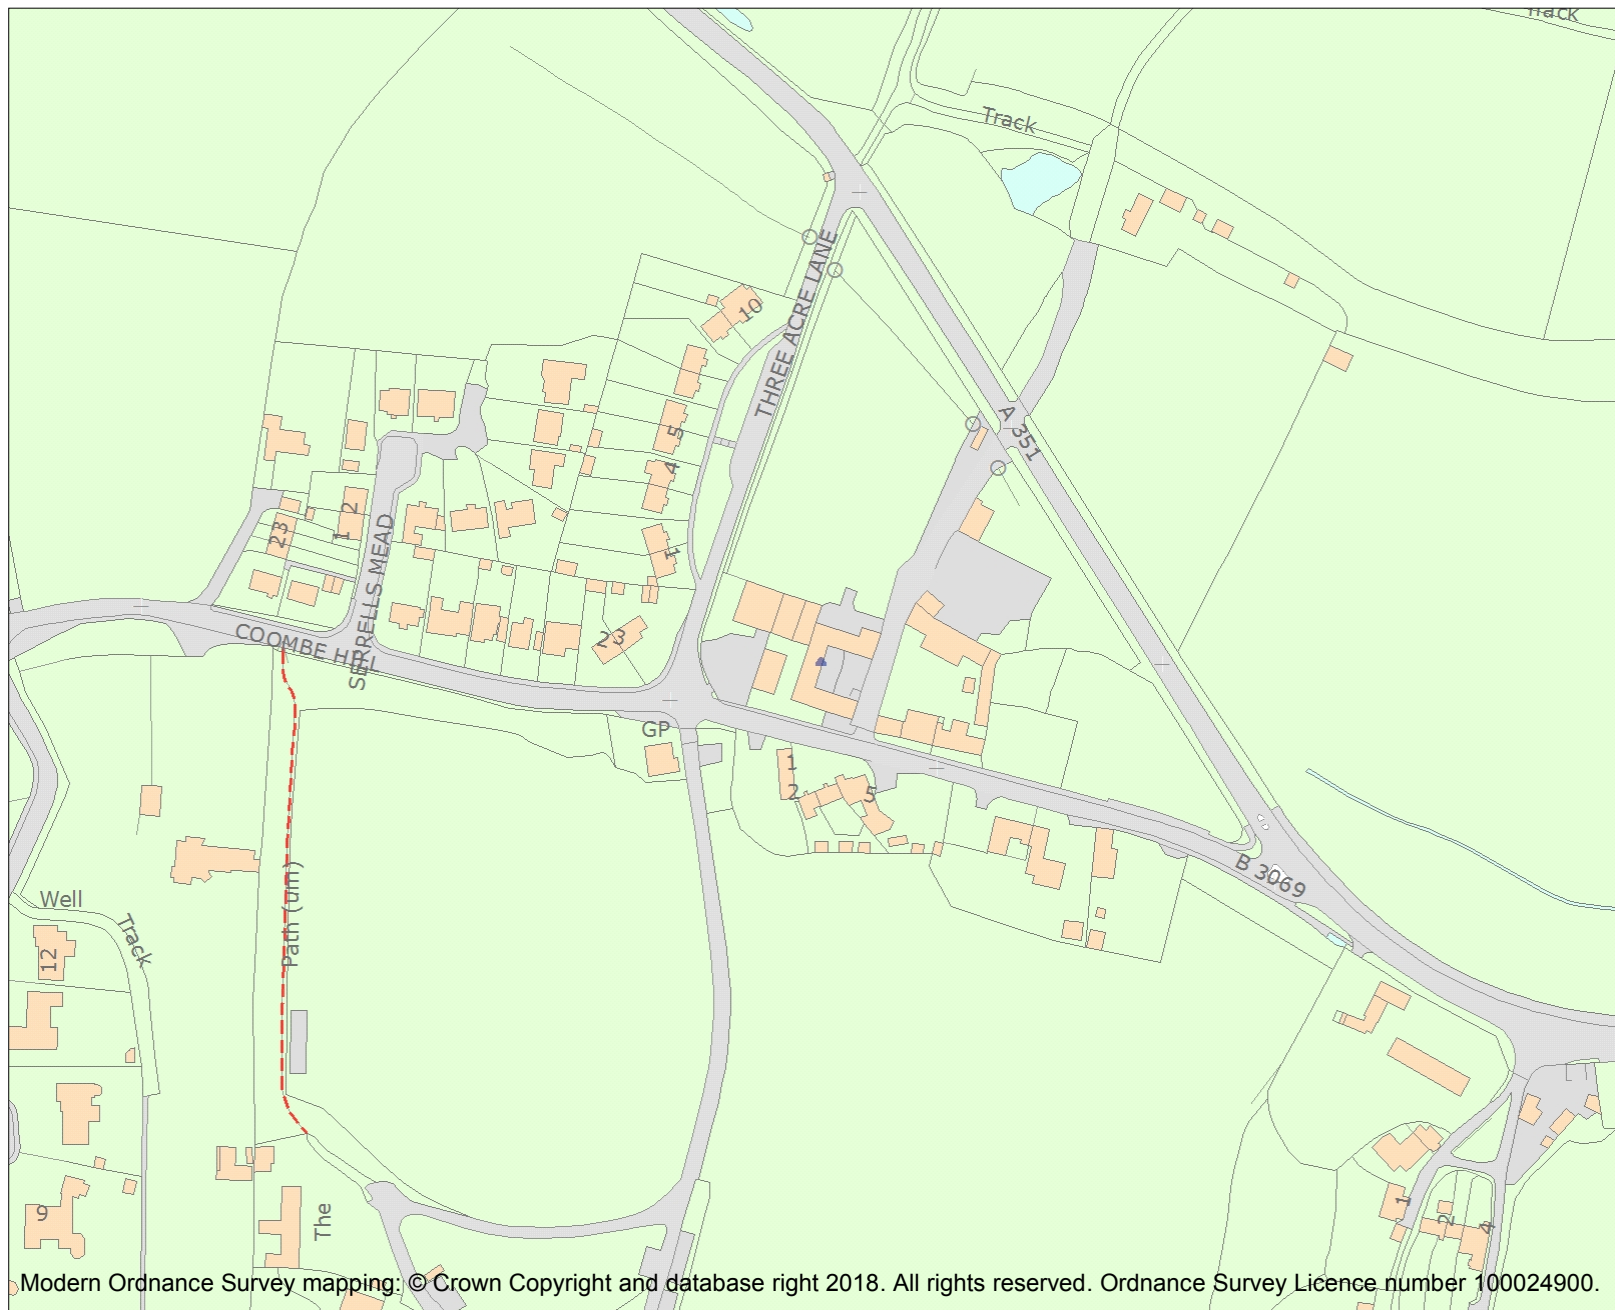 Track
Track
THREE ACRE LANE
10
A 351
5
4
1
2
1
23
SERRELLS MEAD
COOMBE HILL
23
GP
1
2
5
B 3069
Path (um)
Well
Track
12
9
The
1
2
4
Modern Ordnance Survey mapping: © Crown Copyright and database right 2018. All rights reserved. Ordnance Survey Licence number 100024900.